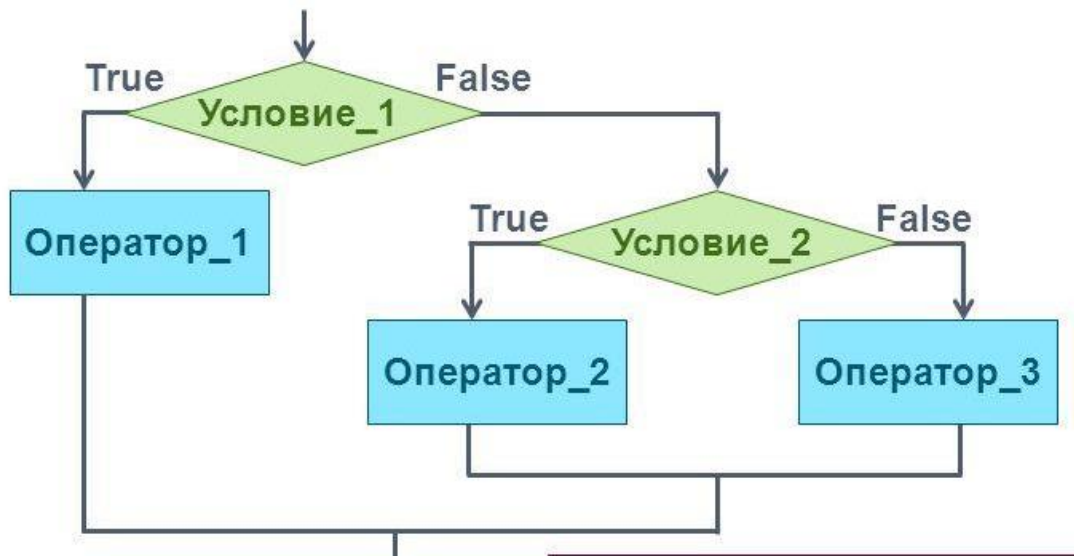 True
False
Условие_1
Оператор_1
True
False
Условие_2
Оператор_2
Оператор_3